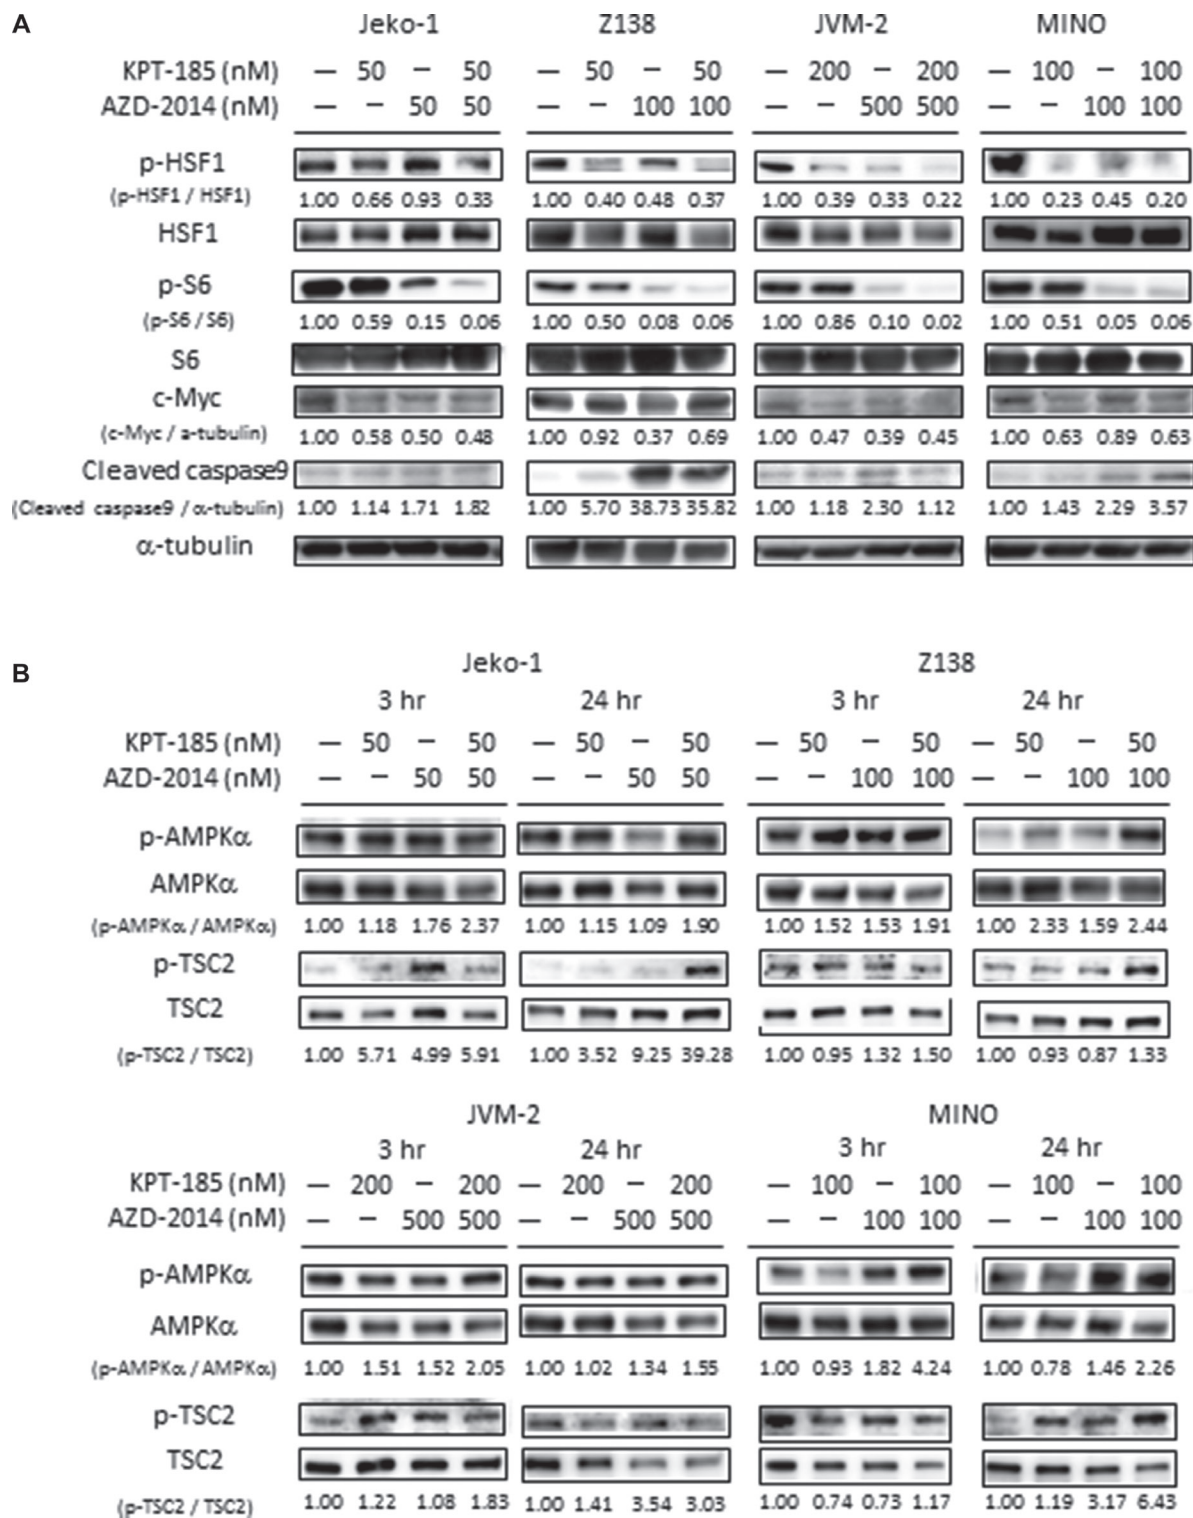 A
Jeko-1 Z138 JVM-2 MINO
KPT-185 (nM) — 50 — 50 — 50 — 50 — 200 — 200 — 100 — 100
AZD-2014 (nM) — — 50 50 — — 100 100 — — 500 500 — — 100 100
p-HSF1
(p-HSF1 / HSF1) 1.00 0.66 0.93 0.33 1.00 0.40 0.48 0.37 1.00 0.39 0.33 0.22 1.00 0.23 0.45 0.20
HSF1
p-S6
(p-S6 / S6) 1.00 0.59 0.15 0.06 1.00 0.50 0.08 0.06 1.00 0.86 0.10 0.02 1.00 0.51 0.05 0.06
S6
c-Myc
(c-Myc / a-tubulin) 1.00 0.58 0.50 0.48 1.00 0.92 0.37 0.69 1.00 0.47 0.39 0.45 1.00 0.63 0.89 0.63
Cleaved caspase9
(Cleaved caspase9 / α-tubulin) 1.00 1.14 1.71 1.82 1.00 5.70 38.73 35.82 1.00 1.18 2.30 1.12 1.00 1.43 2.29 3.57
α-tubulin
B
Jeko-1 Z138
3 hr 24 hr 3 hr 24 hr
KPT-185 (nM) — 50 — 50 — 50 — 50 — 50 — 50 — 50 — 50
AZD-2014 (nM) — — 50 50 — — 50 50 — — 100 100 — — 100 100
p-AMPKα
AMPKα
(p-AMPKα / AMPKα) 1.00 1.18 1.76 2.37 1.00 1.15 1.09 1.90 1.00 1.52 1.53 1.91 1.00 2.33 1.59 2.44
p-TSC2
TSC2
(p-TSC2 / TSC2) 1.00 5.71 4.99 5.91 1.00 3.52 9.25 39.28 1.00 0.95 1.32 1.50 1.00 0.93 0.87 1.33
JVM-2 MINO
3 hr 24 hr 3 hr 24 hr
KPT-185 (nM) — 200 — 200 — 200 — 200 — 100 — 100 — 100 — 100
AZD-2014 (nM) — — 500 500 — — 500 500 — — 100 100 — — 100 100
p-AMPKα
AMPKα
(p-AMPKα / AMPKα) 1.00 1.51 1.52 2.05 1.00 1.02 1.34 1.55 1.00 0.93 1.82 4.24 1.00 0.78 1.46 2.26
p-TSC2
TSC2
(p-TSC2 / TSC2) 1.00 1.22 1.08 1.83 1.00 1.41 3.54 3.03 1.00 0.74 0.73 1.17 1.00 1.19 3.17 6.43